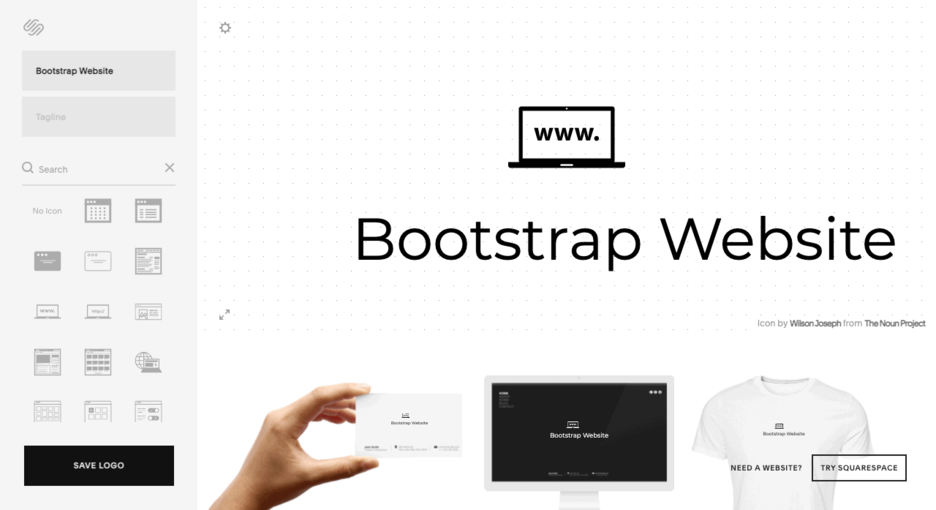 Bootstrap Website
Tagline
Search
No Icon
www.
http://
SAVE LOGO
www.
Bootstrap Website
Icon by Wilson Joseph from The Noun Project
Bootstrap Website
Bootstrap Website
Bootstrap Website
NEED A WEBSITE?
TRY SQUARESPACE